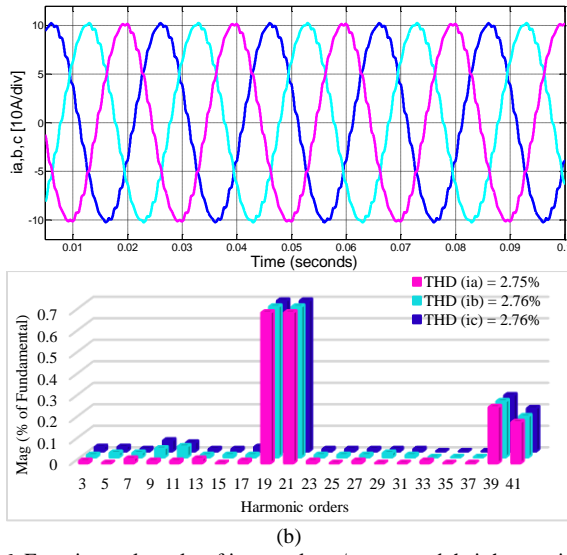 10
5
0
-5
-10
ia,b,c [10A/div]
0.01 0.02 0.03 0.04 0.05 0.06 0.07 0.08 0.09 0.
Time (seconds)
THD (ia) = 2.75%
THD (ib) = 2.76%
THD (ic) = 2.76%
0.7
0.6
0.5
0.4
0.3
0.2
0.1
0
Mag (% of Fundamental)
3 5 7 9 11 13 15 17 19 21 23 25 27 29 31 33 35 37 39 41
Harmonic orders
(b)